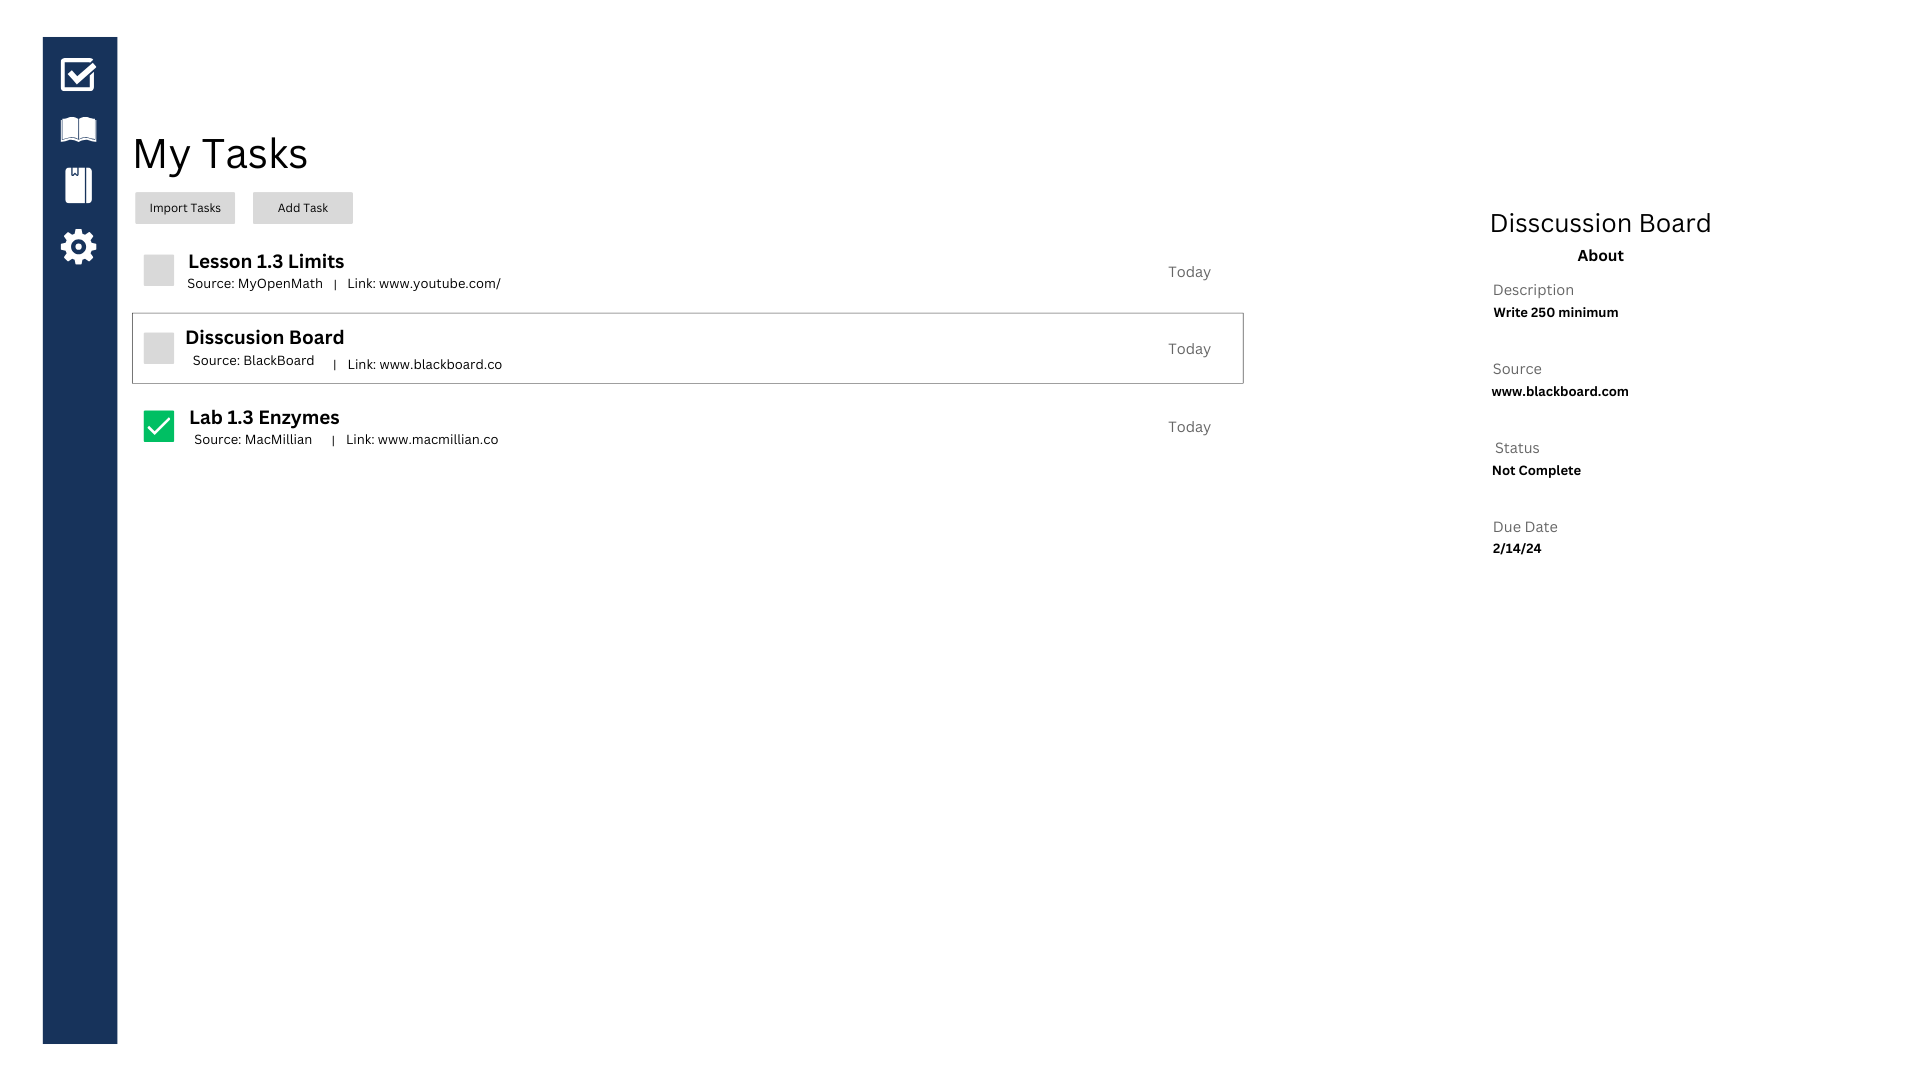 My Tasks
Import Tasks
Add Task
Lesson 1.3 Limits
Source: MyOpenMath | Link: www.youtube.com/
Today
Disscusion Board
Source: BlackBoard | Link: www.blackboard.co
Today
Lab 1.3 Enzymes
Source: MacMillian | Link: www.macmillian.co
Today
Disscussion Board
About
Description
Write 250 minimum
Source
www.blackboard.com
Status
Not Complete
Due Date
2/14/24